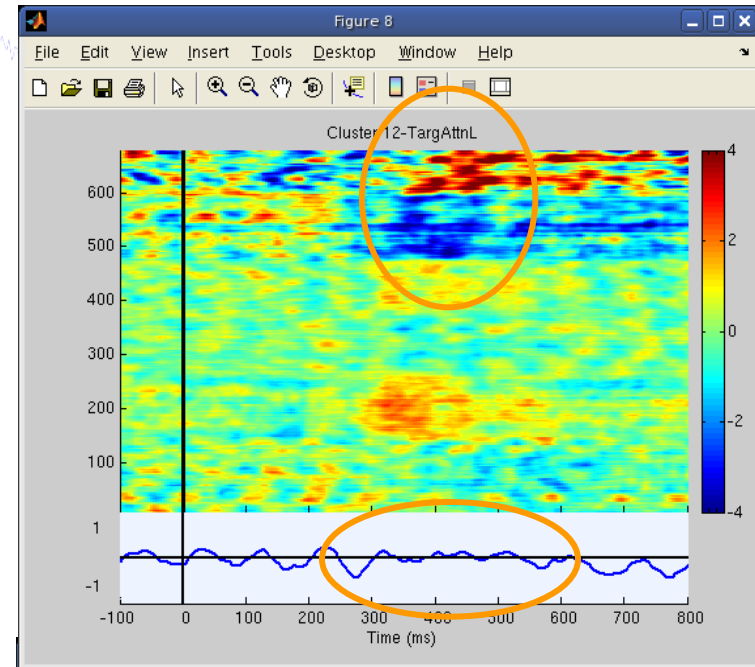 Figure 8
File Edit View Insert Tools Desktop Window Help
Cluster 12-TargAttnL
600
500
400
300
200
100
4
2
0
-2
-4
1
-1
-100 0 100 200 300 400 500 600 700 800
Time (ms)